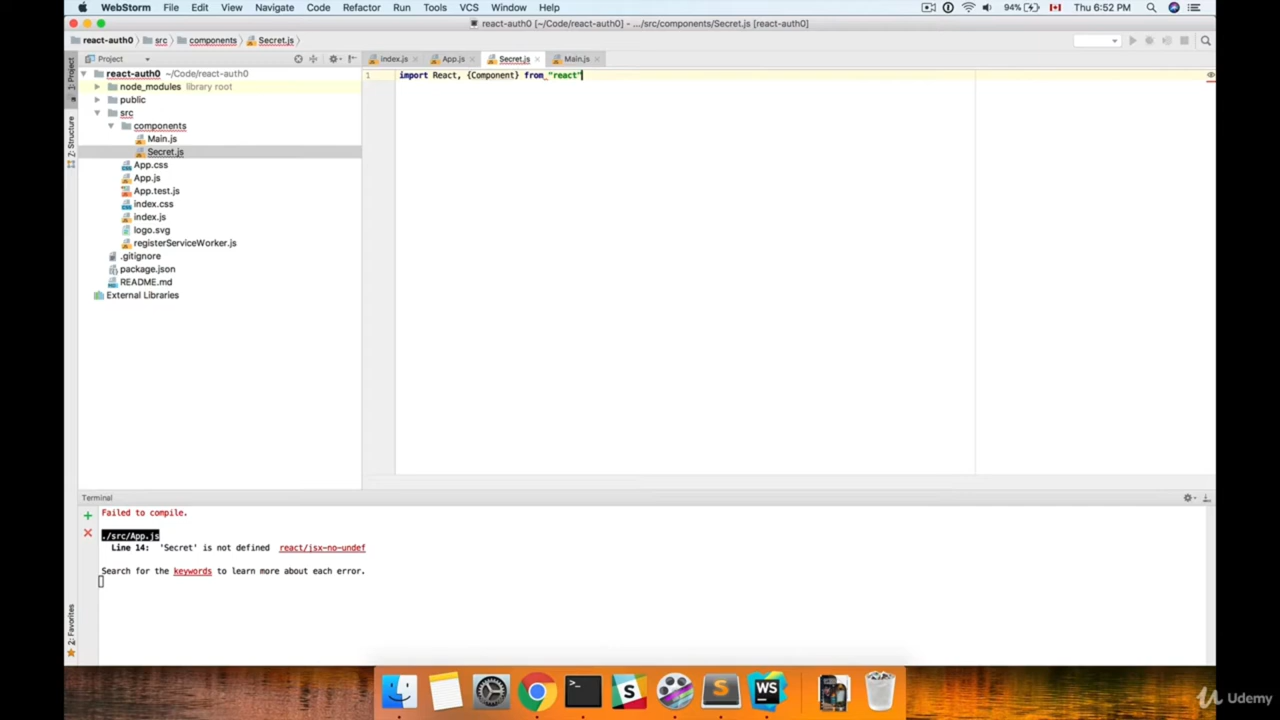 WebStorm File Edit View Navigate Code Refactor Run Tools VCS Window Help 94% Thu 6:52 PM
react-auth0 – ~/Code/react-auth0] – .../src/components/Secret.js [react-auth0]
react-auth0 src components Secret.js
Project index.js App.js Secret.js Main.js
1: Project
react-auth0 ~/Code/react-auth0
1 import React, {Component} from "react"
node_modules library root
public
src
components
Z: Structure
Main.js
Secret.js
App.css
App.js
App.test.js
index.css
index.js
logo.svg
registerServiceWorker.js
.gitignore
package.json
README.md
External Libraries
Terminal
Failed to compile.
./src/App.js
Line 14: 'Secret' is not defined react/jsx-no-undef
Search for the keywords to learn more about each error.
2: Favorites
S
WS
Udemy